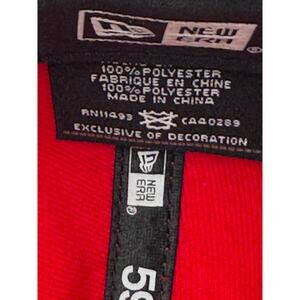 NEW
ERA
®
100% POLYESTER
FABRIQUE EN CHINE
100% POLYESTER
MADE IN CHINA
RN11493 CA40289
EXCLUSIVE OF DECORATION
NEW
ERA
®
59